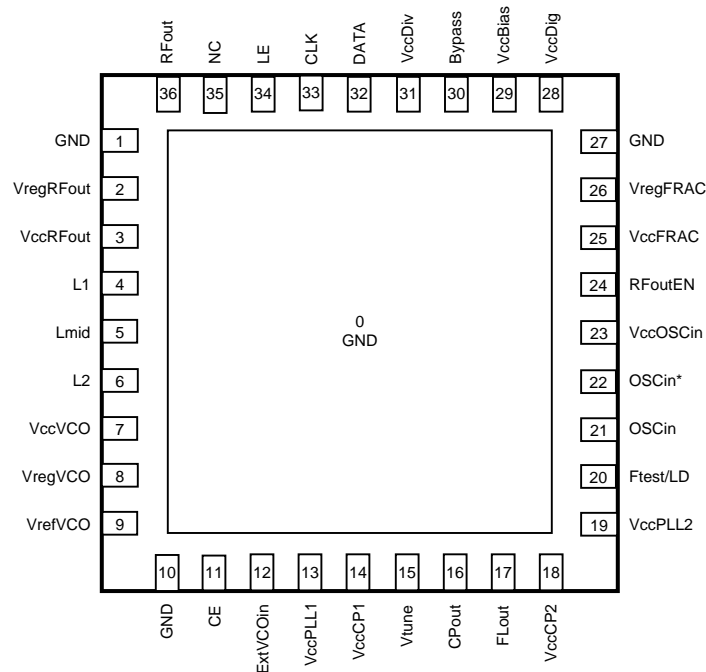 RFout
NC
LE
CLK
DATA
VccDiv
Bypass
VccBias
VccDig
36
35
34
33
32
31
30
29
28
GND
1
27
GND
VregRFout
2
26
VregFRAC
VccRFout
3
25
VccFRAC
L1
4
24
RFoutEN
Lmid
5
0
GND
23
VccOSCin
L2
6
22
OSCin*
VccVCO
7
21
OSCin
VregVCO
8
20
Ftest/LD
VrefVCO
9
19
VccPLL2
10
11
12
13
14
15
16
17
18
GND
CE
ExtVCOin
VccPLL1
VccCP1
Vtune
CPout
FLout
VccCP2